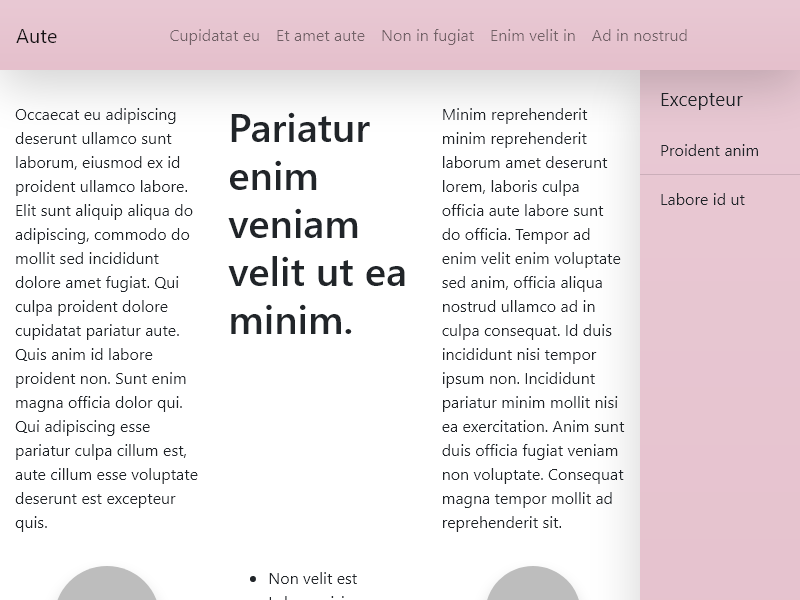 Aute
Cupidatat eu
Et amet aute
Non in fugiat
Enim velit in
Ad in nostrud
Occaecat eu adipiscing
deserunt ullamco sunt
laborum, eiusmod ex id
proident ullamco labore.
Elit sunt aliquip aliqua do
adipiscing, commodo do
mollit sed incididunt
dolore amet fugiat. Qui
culpa proident dolore
cupidatat pariatur aute.
Quis anim id labore
proident non. Sunt enim
magna officia dolor qui.
Qui adipiscing esse
pariatur culpa cillum est,
aute cillum esse voluptate
deserunt est excepteur
quis.
Pariatur
enim
veniam
velit ut ea
minim.
Minim reprehenderit
minim reprehenderit
laborum amet deserunt
lorem, laboris culpa
officia aute labore sunt
do officia. Tempor ad
enim velit enim voluptate
sed anim, officia aliqua
nostrud ullamco ad in
culpa consequat. Id duis
incididunt nisi tempor
ipsum non. Incididunt
pariatur minim mollit nisi
ea exercitation. Anim sunt
duis officia fugiat veniam
non voluptate. Consequat
magna tempor mollit ad
reprehenderit sit.
Non velit est
Excepteur
Proident anim
Labore id ut